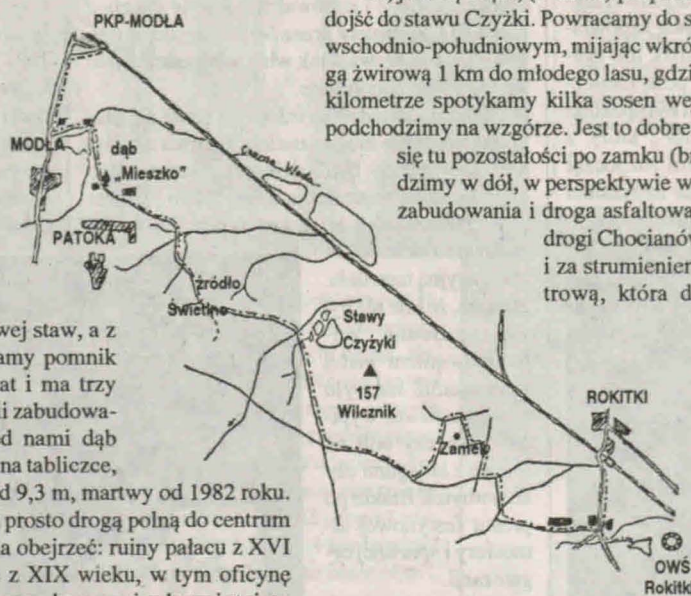 PKP-MODŁA
dojść do stawu Czyżki. Powracamy do s
wschodnio-południowym, mijając wkró
gą żwirową 1 km do młodego lasu, gdzi
kilometrze spotykamy kilka sosen we
podchodzimy na wzgórze. Jest to dobre
się tu pozostałości po zamku (b
dzimy w dół, w perspektywie w
zabudowania i droga asfaltowa
drogi Chocianów
i za strumieniem
trową, która d
MODŁA
dąb
„Mieszko"
Czarna Woda
PATOKA
źródło
Świetlne
Stawy
Czyżyki
157
Wilcznik
Zamek
ROKITKI
OWŚ
Rokitki
wej staw, a z
amy pomnik
at i ma trzy
li zabudowa-
d nami dąb
na tabliczce,
d 9,3 m, martwy od 1982 roku.
prosto drogą polną do centrum
a obejrzeć: ruiny pałacu z XVI
z XIX wieku, w tym oficynę